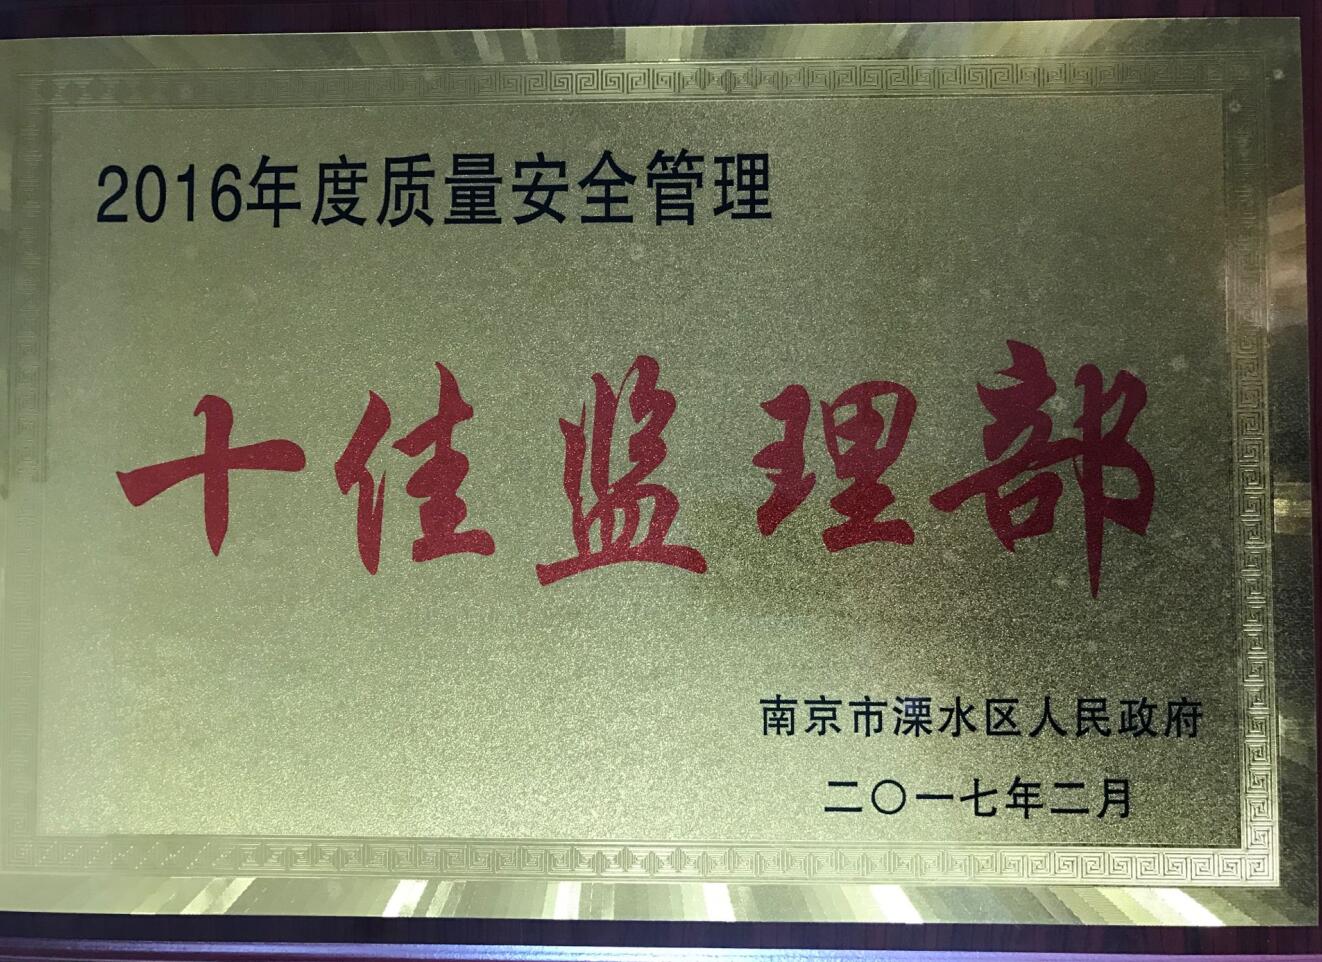 2016年度质量安全管理
十佳监理部
南京市溧水区人民政府
二〇一七年二月